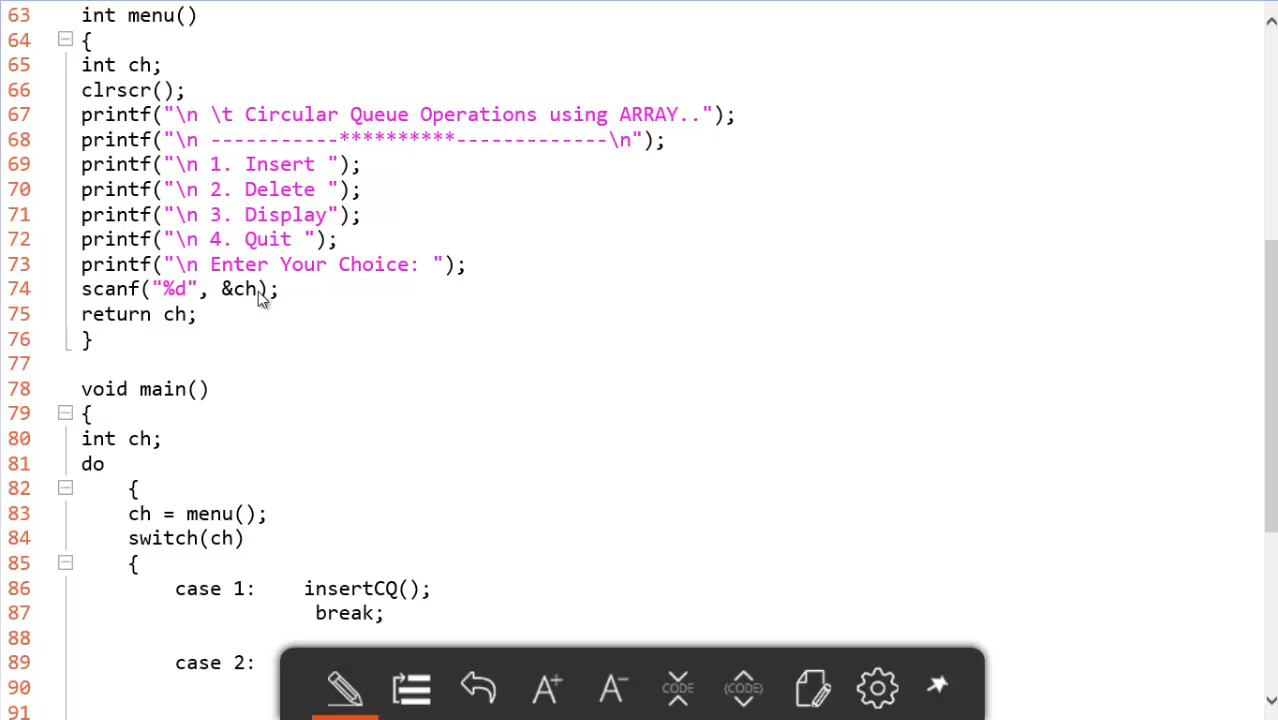 63 int menu()
64 {
65 int ch;
66 clrscr();
67 printf("\n \t Circular Queue Operations using ARRAY..");
68 printf("\n -----------**********-------------\n");
69 printf("\n 1. Insert ");
70 printf("\n 2. Delete ");
71 printf("\n 3. Display");
72 printf("\n 4. Quit ");
73 printf("\n Enter Your Choice: ");
74 scanf("%d", &ch);
75 return ch;
76 }
77
78 void main()
79 {
80 int ch;
81 do
82 {
83 ch = menu();
84 switch(ch)
85 {
86 case 1: insertCQ();
87 break;
88
89 case 2:
90
91
A+ A- CODE (CODE)